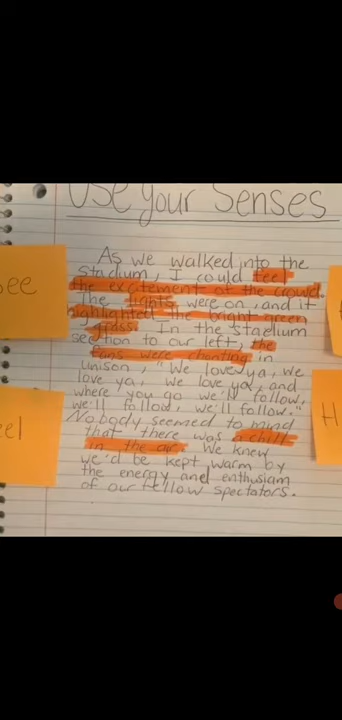 Use Your Senses
As we walked into the
stadium, I could feel
the excitement of the crowd.
The lights were on, and it
highlighted the bright green
grass. In the stadium
section to our left, the
fans were chanting in
unison, "We love ya, we
love ya, we love ya, and
where you go we'll follow,
we'll follow, we'll follow."
Nobody seemed to mind
that there was a chill
in the air. We knew
we'd be kept warm by
the energy and enthusiam
of our fellow spectators.
ee
eel
H